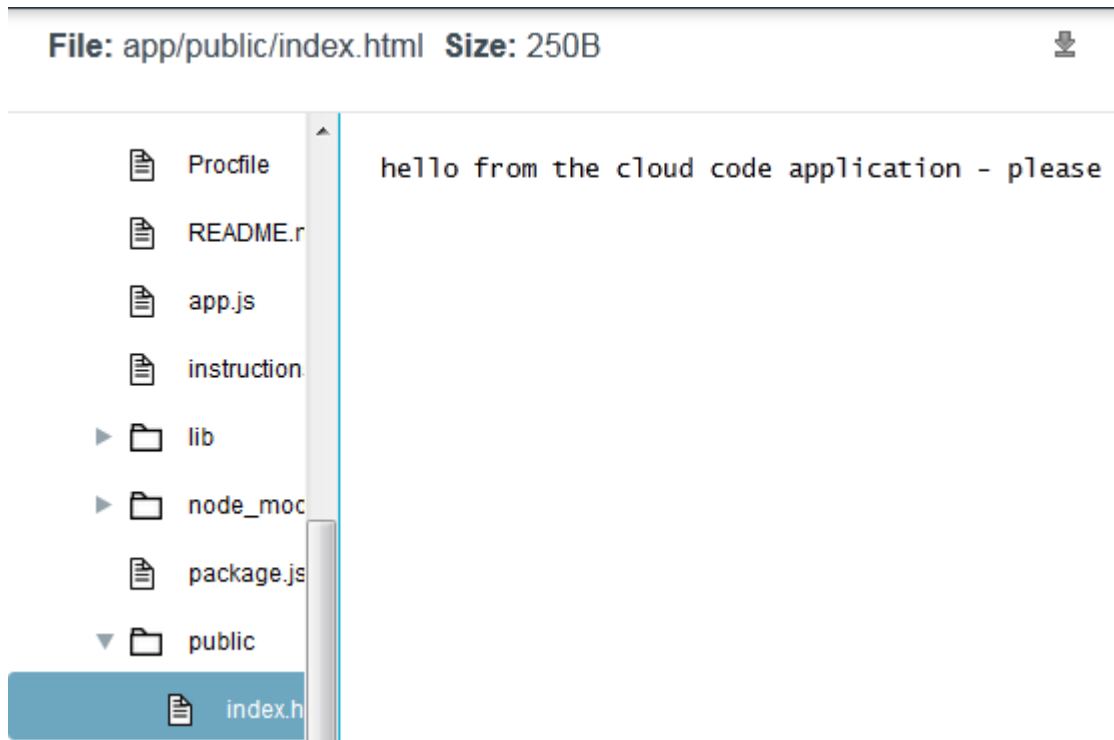 File: app/public/index.html Size: 250B
Procfile
README.r
app.js
instruction
lib
node_moc
package.js
public
index.h
hello from the cloud code application - please